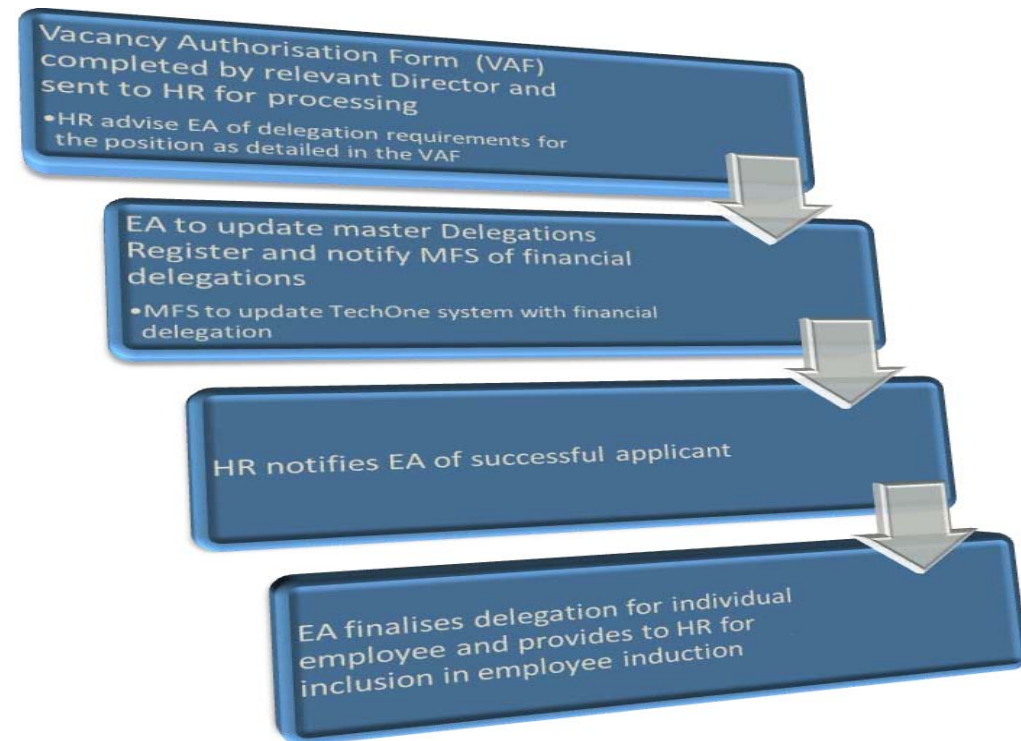 Vacancy Authorisation Form (VAF)
completed by relevant Director and
sent to HR for processing
•HR advise EA of delegation requirements for
the position as detailed in the VAF
EA to update master Delegations
Register and notify MFS of financial
delegations
•MFS to update TechOne system with financial
delegation
HR notifies EA of successful applicant
EA finalises delegation for individual
employee and provides to HR for
inclusion in employee induction